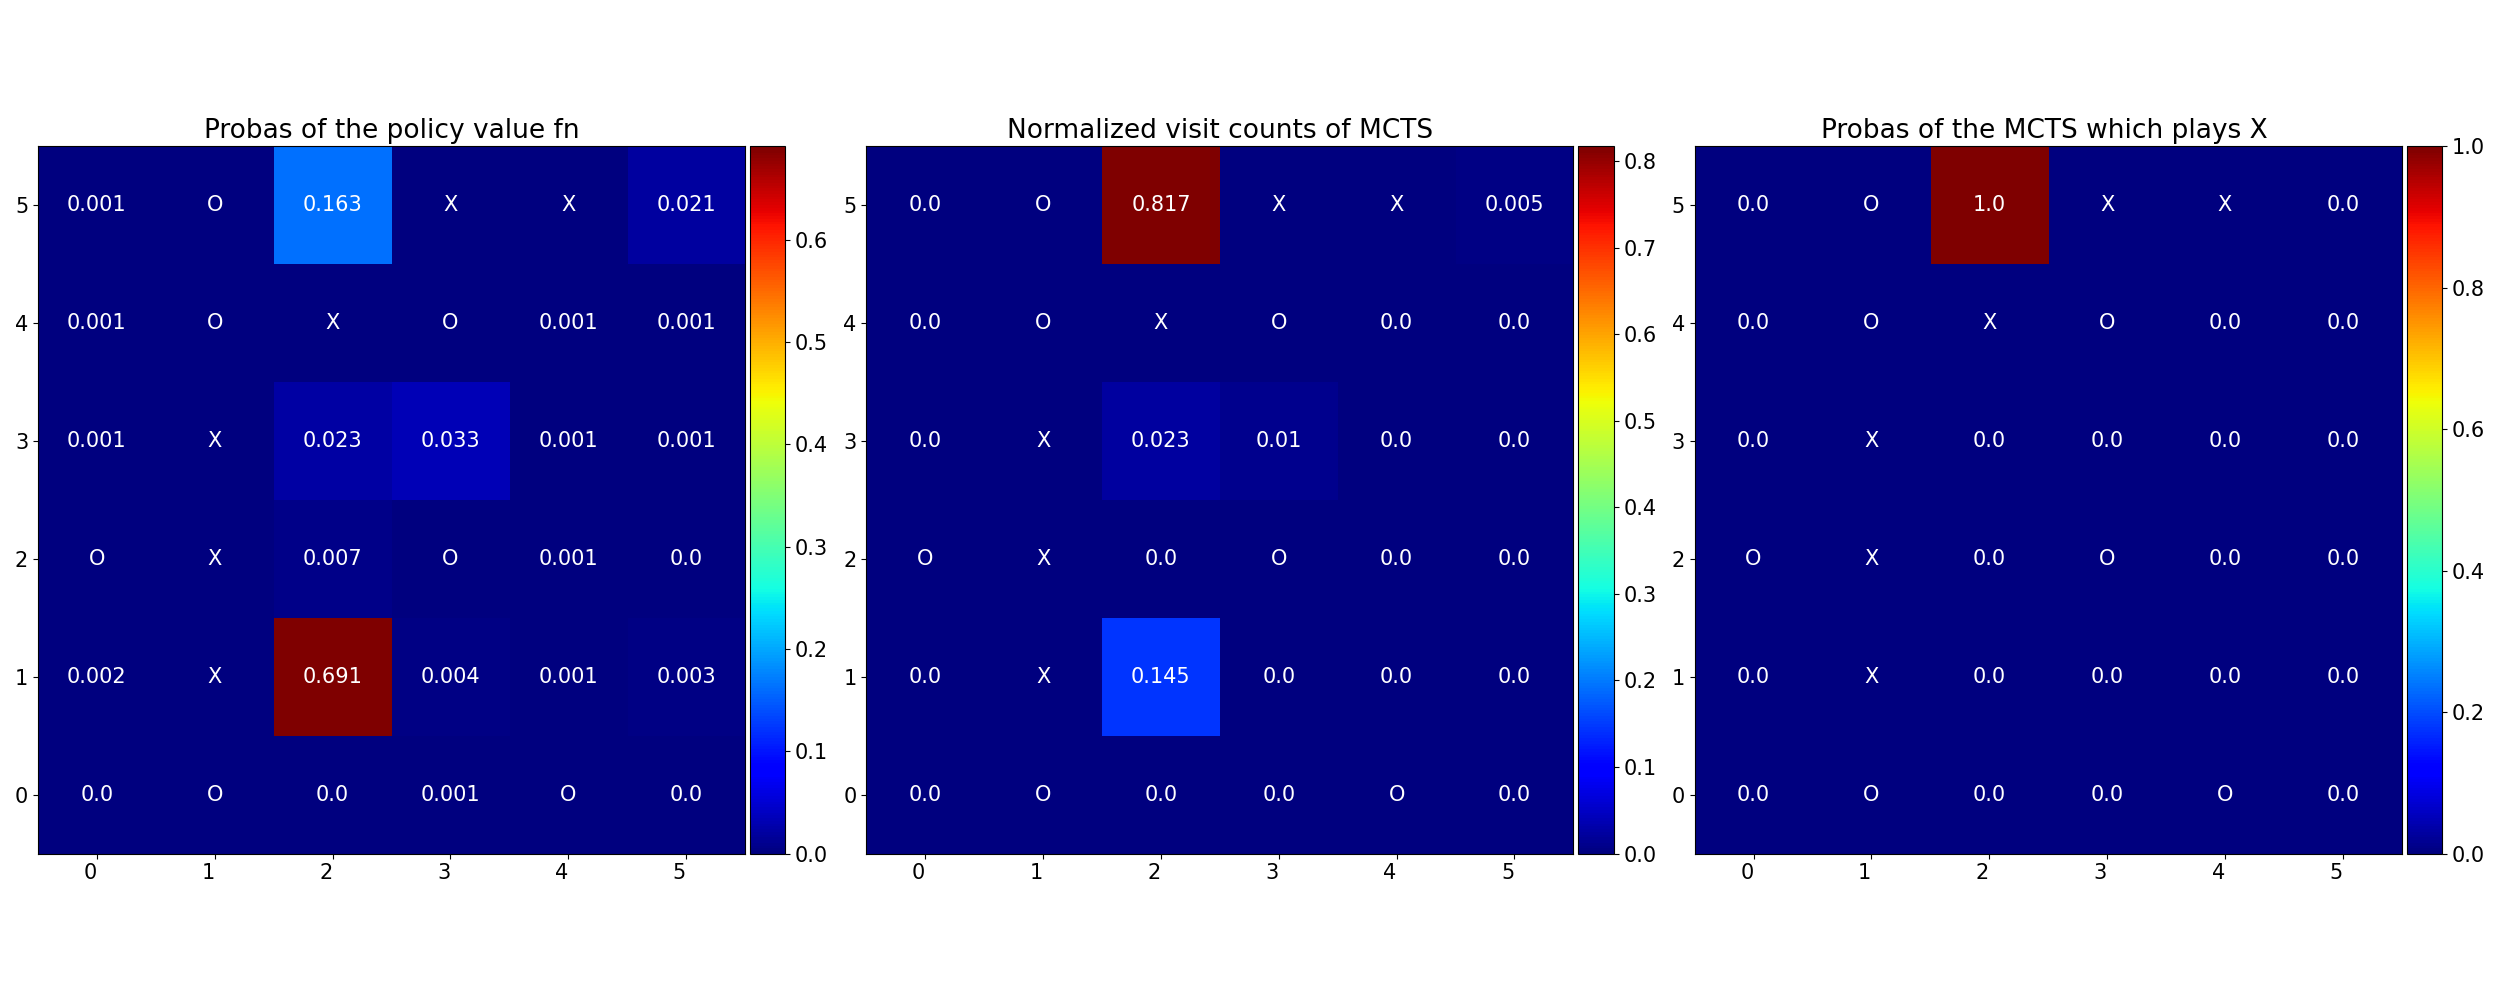 Probas of the policy value fn
5 0.001 O 0.163 X X 0.021
4 0.001 O X O 0.001 0.001
3 0.001 X 0.023 0.033 0.001 0.001
2 O X 0.007 O 0.001 0.0
1 0.002 X 0.691 0.004 0.001 0.003
0 0.0 O 0.0 0.001 O 0.0
0 1 2 3 4 5
0.6
0.5
0.4
0.3
0.2
0.1
0.0
Normalized visit counts of MCTS
5 0.0 O 0.817 X X 0.005
4 0.0 O X O 0.0 0.0
3 0.0 X 0.023 0.01 0.0 0.0
2 O X 0.0 O 0.0 0.0
1 0.0 X 0.145 0.0 0.0 0.0
0 0.0 O 0.0 0.0 O 0.0
0 1 2 3 4 5
0.8
0.7
0.6
0.5
0.4
0.3
0.2
0.1
0.0
Probas of the MCTS which plays X
5 0.0 O 1.0 X X 0.0
4 0.0 O X O 0.0 0.0
3 0.0 X 0.0 0.0 0.0 0.0
2 O X 0.0 O 0.0 0.0
1 0.0 X 0.0 0.0 0.0 0.0
0 0.0 O 0.0 0.0 O 0.0
0 1 2 3 4 5
1.0
0.8
0.6
0.4
0.2
0.0